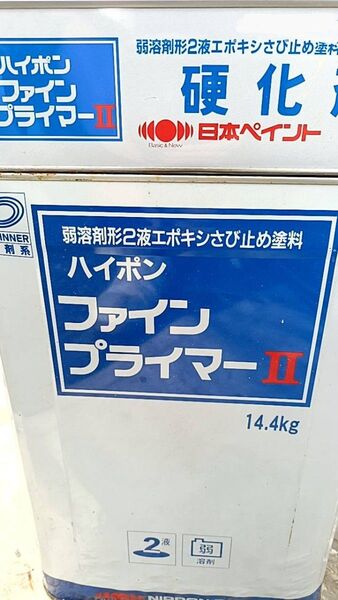 弱溶剤形2液エポキシさび止め塗料
ハイポン
ファイン
プライマーII
硬化
Basic & New
日本ペイント
INNER
剤系
弱溶剤形2液エポキシさび止め塗料
ハイポン
ファイン
プライマーII
14.4kg
2液
弱
溶剤
NIPPON